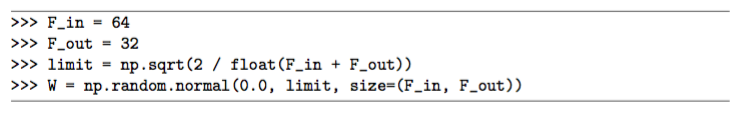 >>> F_in = 64
>>> F_out = 32
>>> limit = np.sqrt(2 / float(F_in + F_out))
>>> W = np.random.normal(0.0, limit, size=(F_in, F_out))